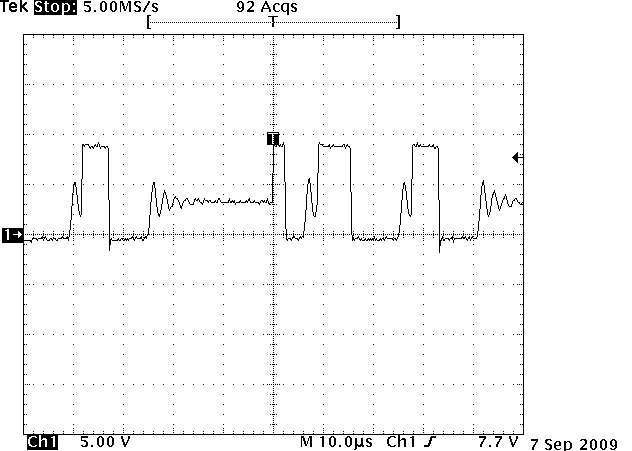 Tek Stop: 5.00MS/s 92 Acqs
T
1
Ch1 5.00 V M 10.0µs Ch1 7.7 V 7 Sep 2009